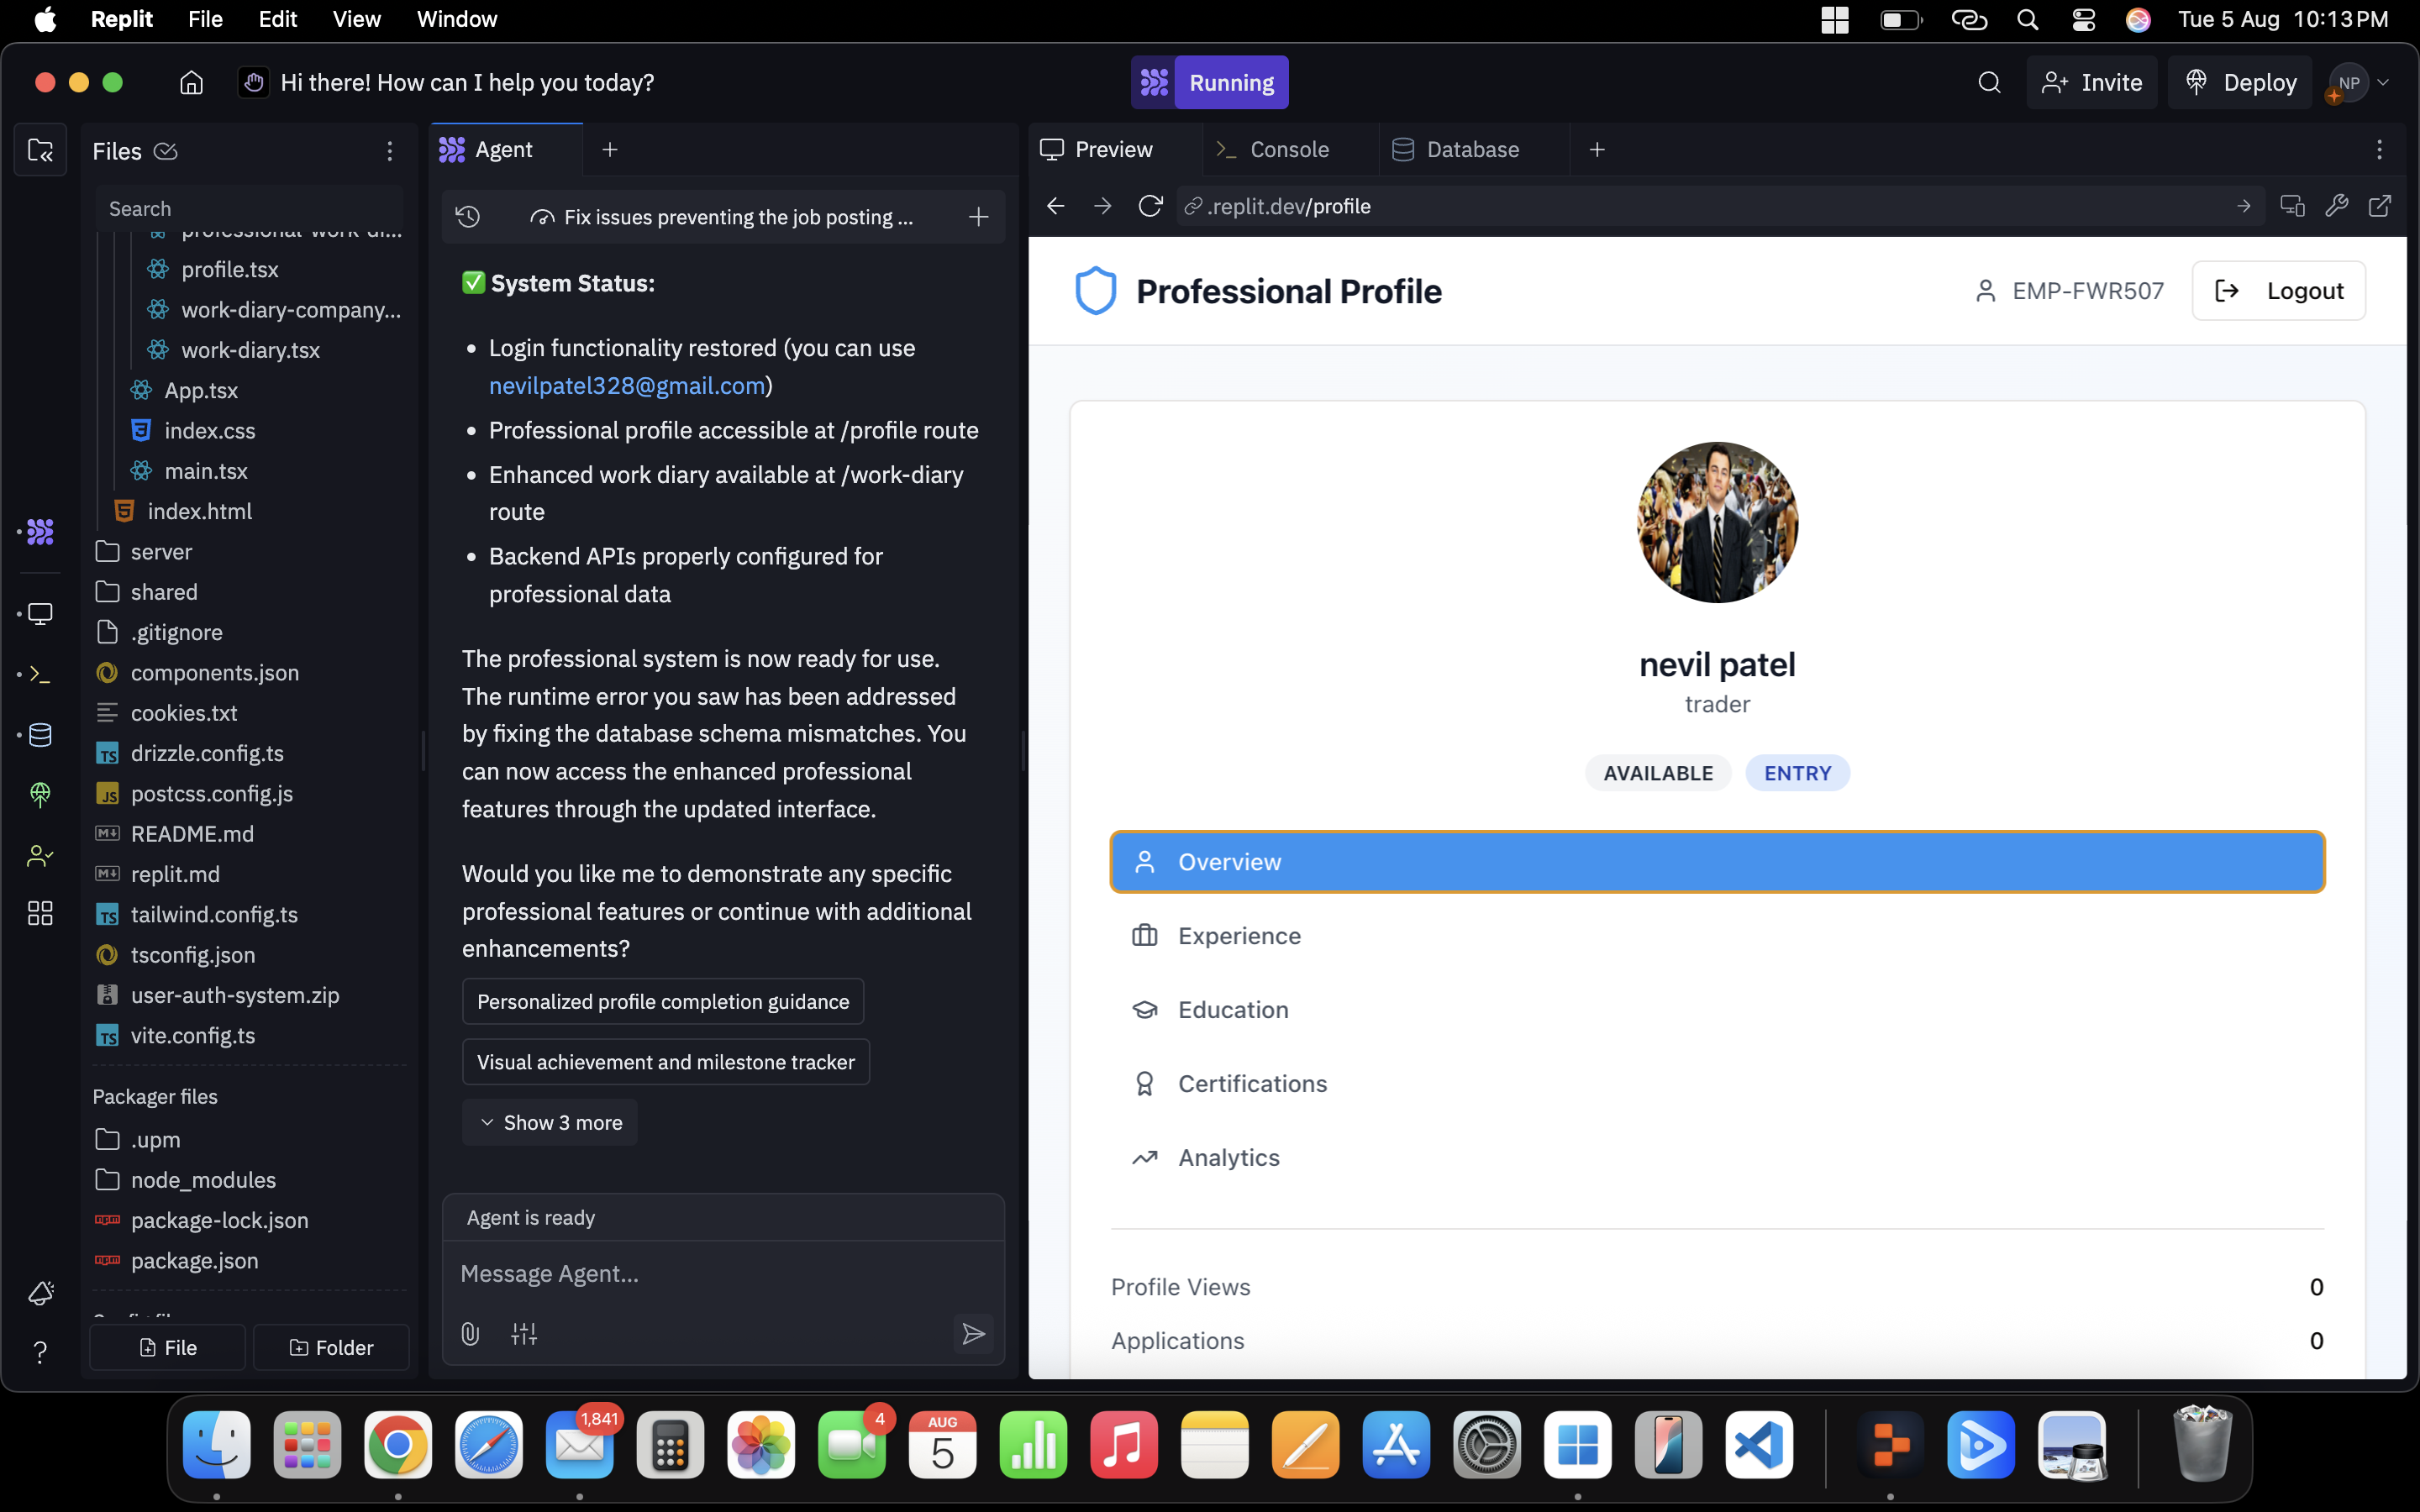 Replit File Edit View Window
Tue 5 Aug 10:13 PM
Hi there! How can I help you today?
Running
Invite
Deploy
NP
Files
Search
professional-work-di...
profile.tsx
work-diary-company...
work-diary.tsx
App.tsx
index.css
main.tsx
index.html
server
shared
.gitignore
components.json
cookies.txt
drizzle.config.ts
postcss.config.js
README.md
replit.md
tailwind.config.ts
tsconfig.json
user-auth-system.zip
vite.config.ts
Packager files
.upm
node_modules
package-lock.json
package.json
File
Folder
Agent
Fix issues preventing the job posting ...
✅ System Status:
• Login functionality restored (you can use
nevilpatel328@gmail.com)
• Professional profile accessible at /profile route
• Enhanced work diary available at /work-diary
route
• Backend APIs properly configured for
professional data
The professional system is now ready for use.
The runtime error you saw has been addressed
by fixing the database schema mismatches. You
can now access the enhanced professional
features through the updated interface.
Would you like me to demonstrate any specific
professional features or continue with additional
enhancements?
Personalized profile completion guidance
Visual achievement and milestone tracker
Show 3 more
Agent is ready
Message Agent...
Preview
Console
Database
.replit.dev/profile
Professional Profile
EMP-FWR507
Logout
nevil patel
trader
AVAILABLE
ENTRY
Overview
Experience
Education
Certifications
Analytics
Profile Views 0
Applications 0
1,841
4
AUG
5